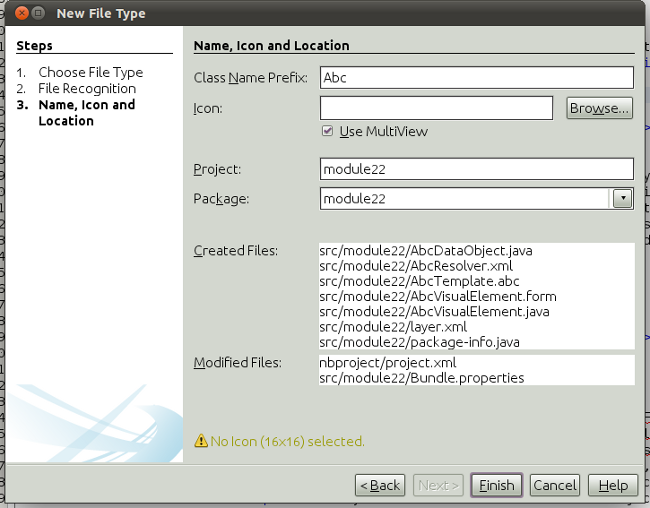 New File Type
Steps
1. Choose File Type
2. File Recognition
3. Name, Icon and
Location
Name, Icon and Location
Class Name Prefix: Abc
Icon: Browse...
Use MultiView
Project: module22
Package: module22
Created Files: src/module22/AbcDataObject.java
src/module22/AbcResolver.xml
src/module22/AbcTemplate.abc
src/module22/AbcVisualElement.form
src/module22/AbcVisualElement.java
src/module22/layer.xml
src/module22/package-info.java
Modified Files: nbproject/project.xml
src/module22/Bundle.properties
No Icon (16x16) selected.
< Back Next > Finish Cancel Help